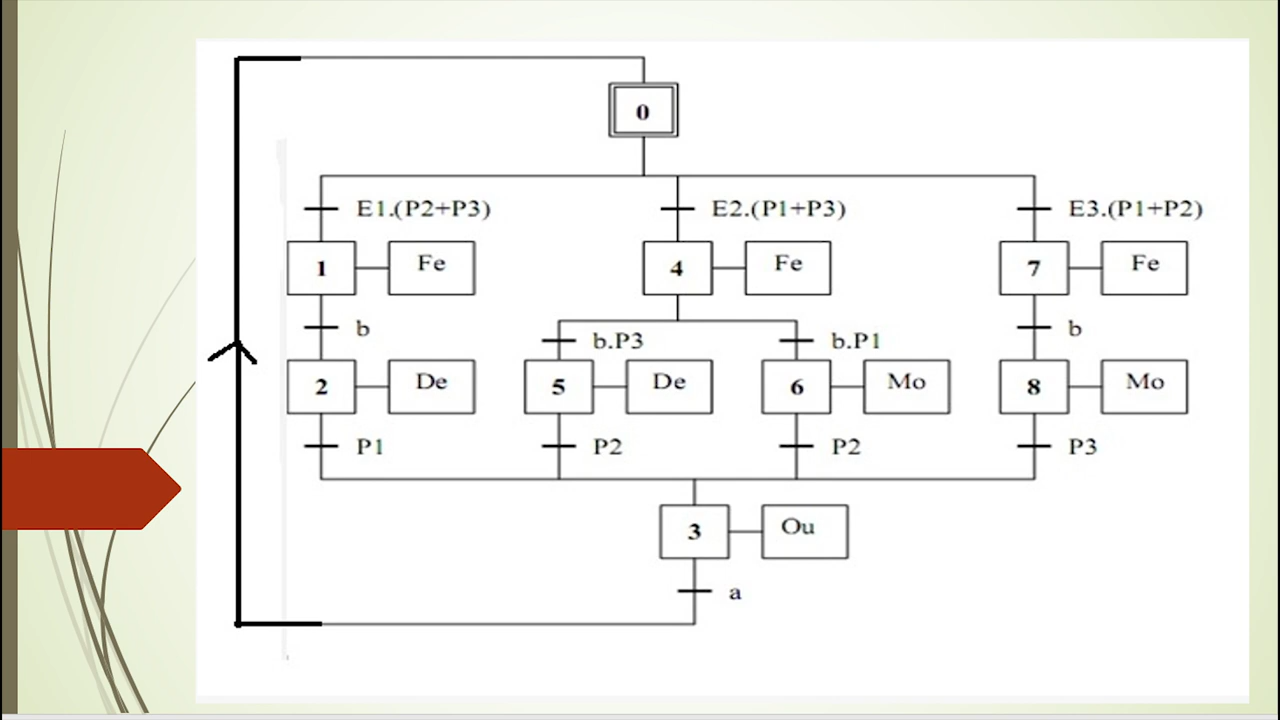 0
E1.(P2+P3) E2.(P1+P3) E3.(P1+P2)
1 Fe 4 Fe 7 Fe
b b
b.P3 b.P1
2 De 5 De 6 Mo 8 Mo
P1 P2 P2 P3
3 Ou
a